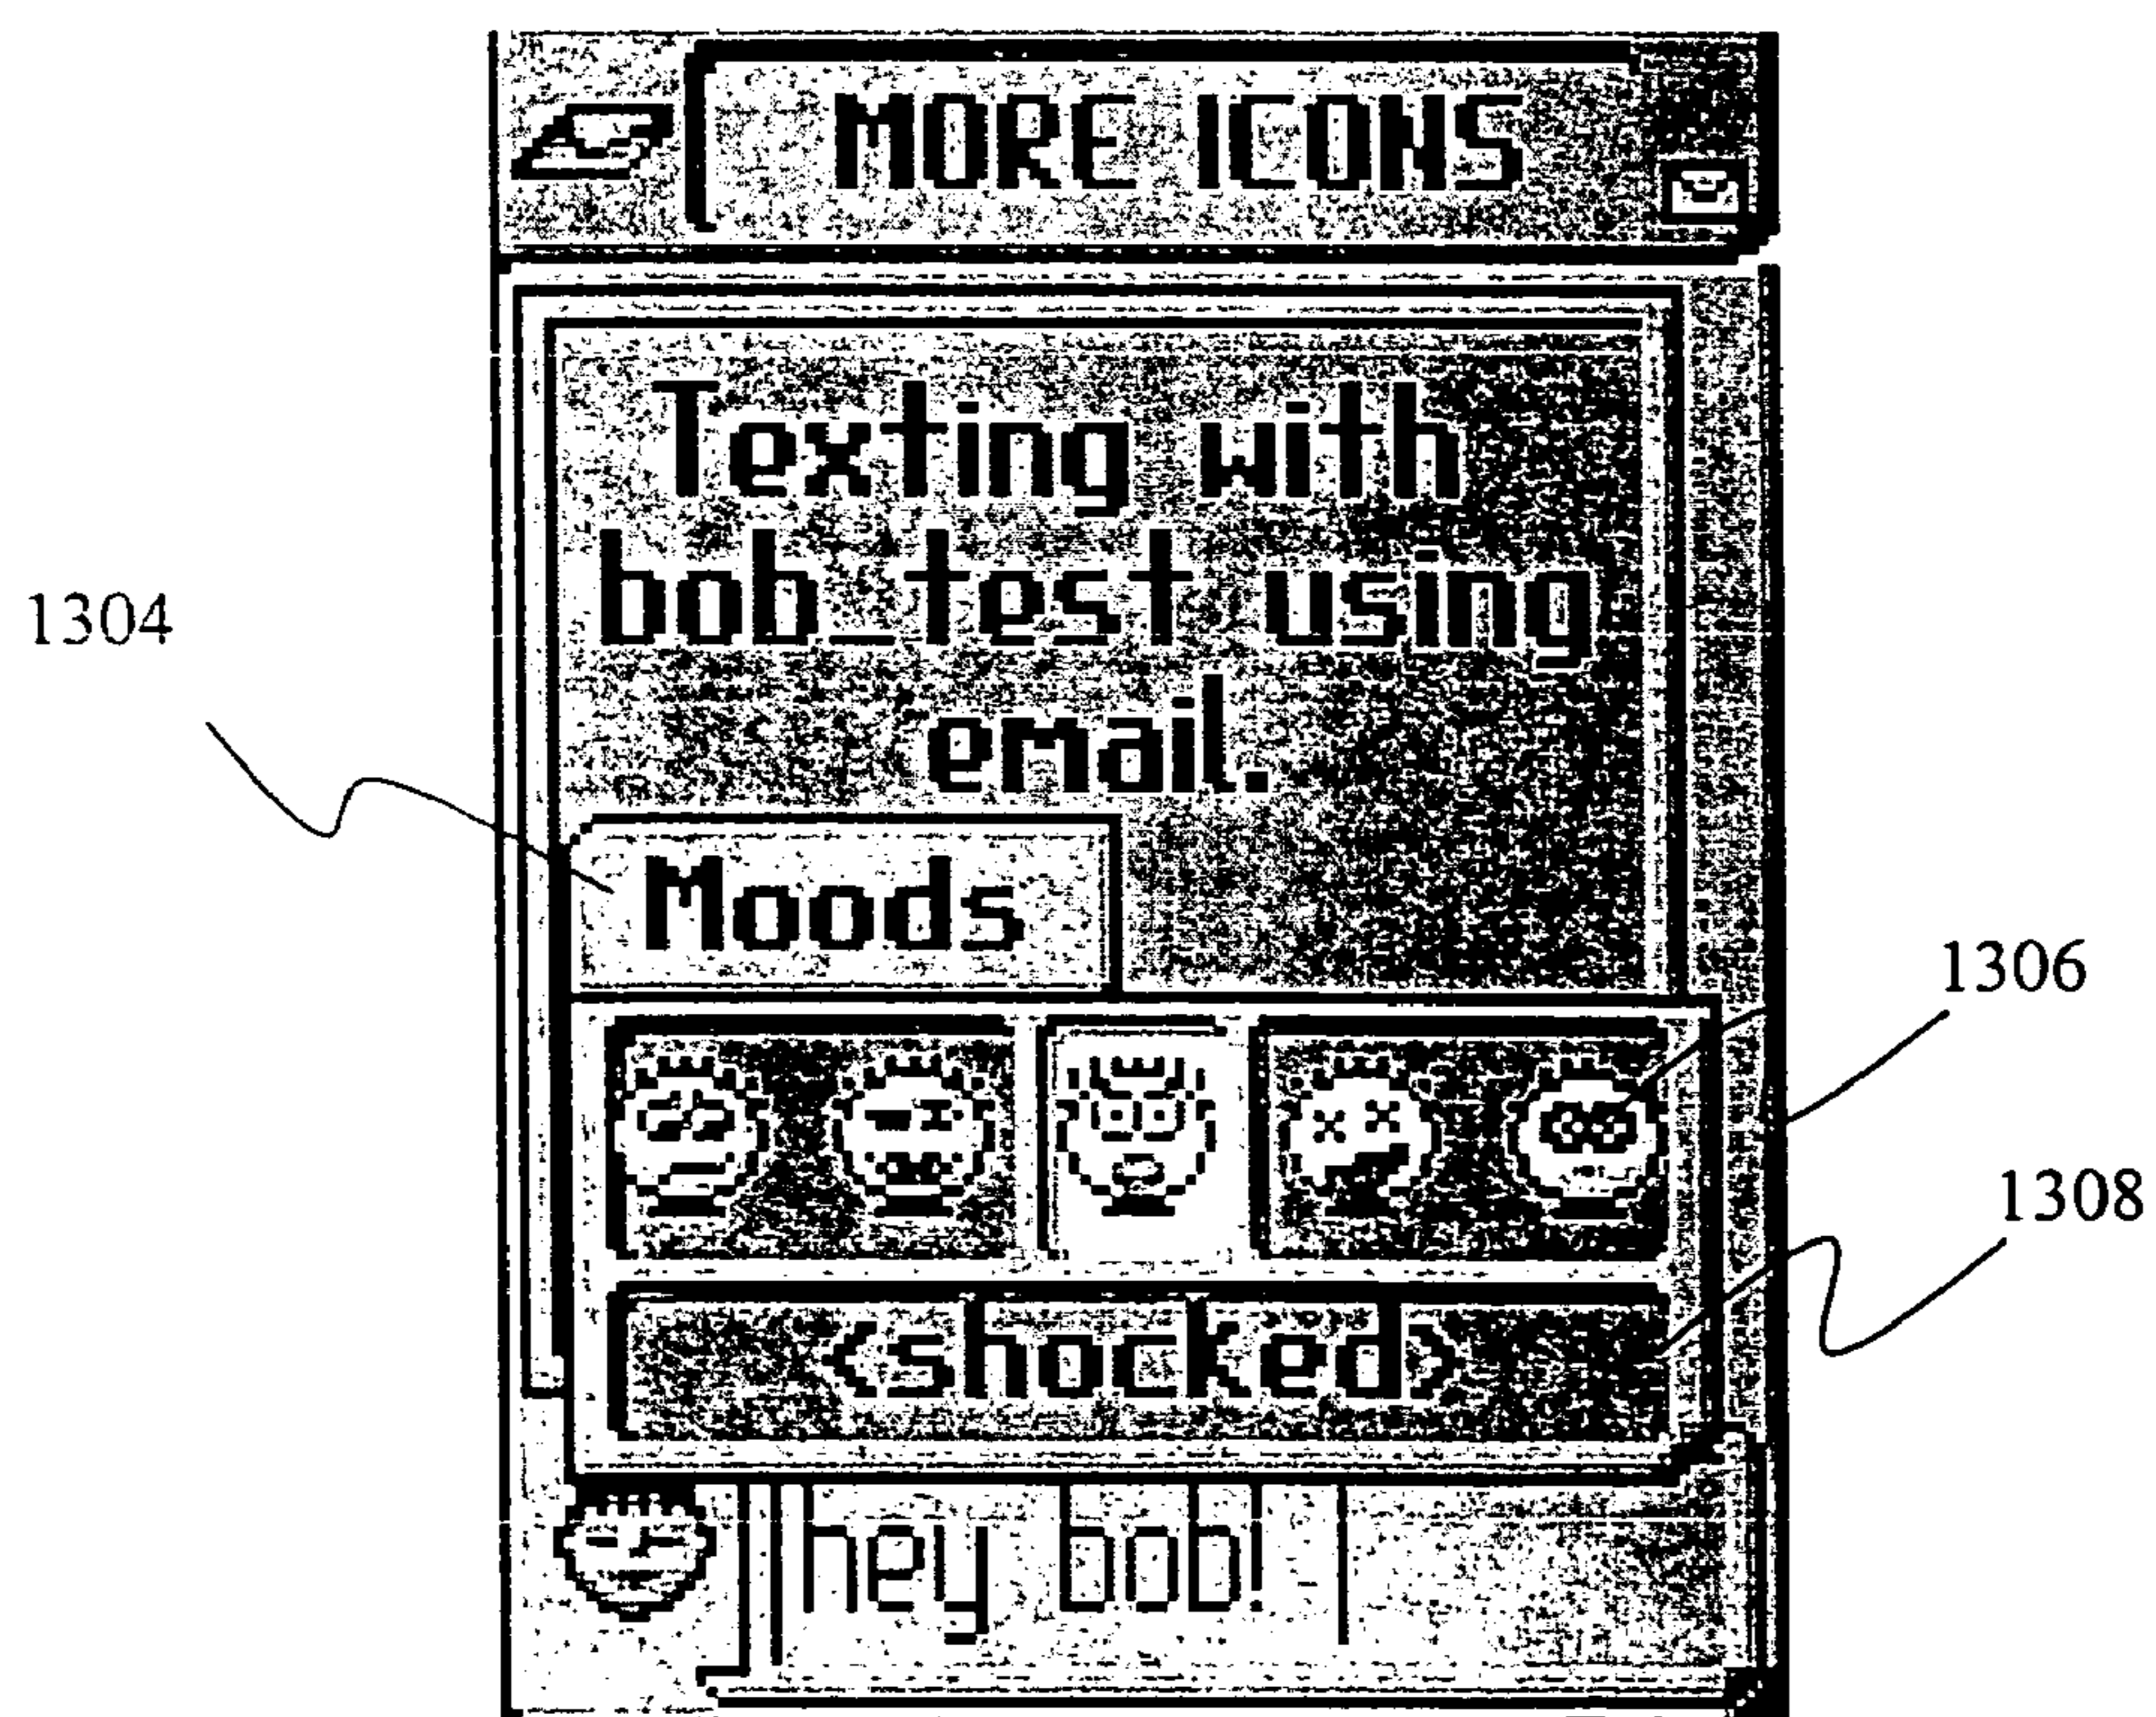 MORE ICONS
Texting with
bob_test using
email.
1304
Moods
1306
1308
<shocked>
hey bob!